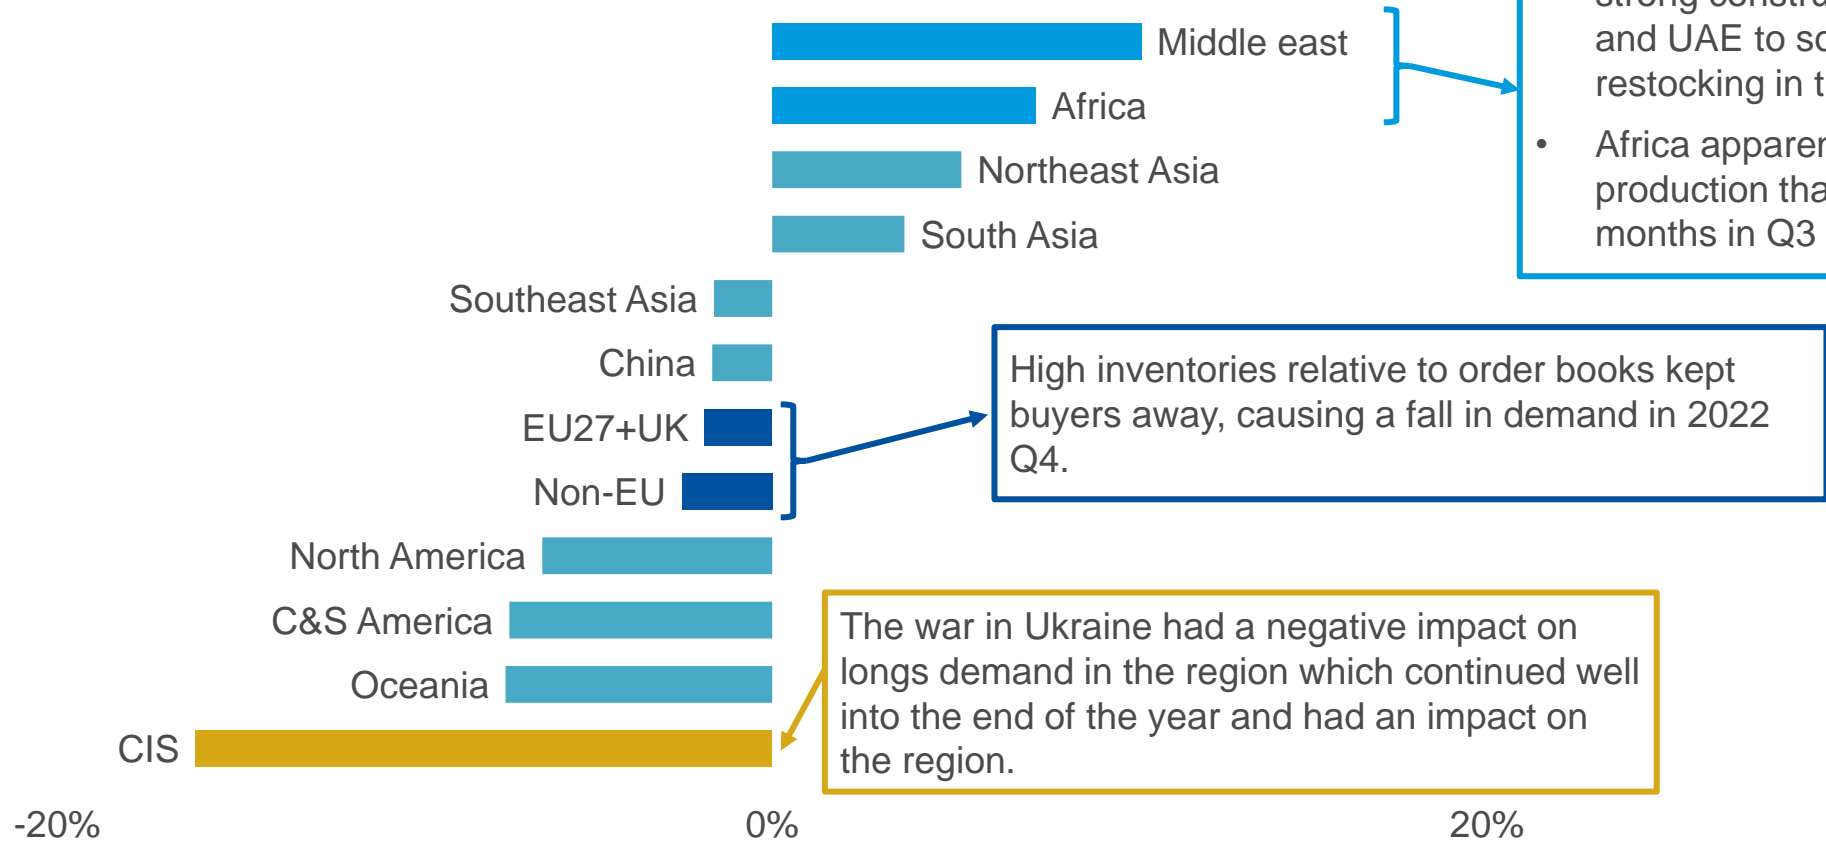 Middle east
and UAE to
restocking in
Africa
• Africa
production
months in Q3
Northeast Asia
South Asia
Southeast Asia
China
EU27+UK
Non-EU
High inventories relative to order books kept
buyers away, causing a fall in demand in 2022
Q4.
North America
C&S America
Oceania
CIS
The war in Ukraine had a negative impact on
longs demand in the region which continued well
into the end of the year and had an impact on
the region.
-20%
0%
20%